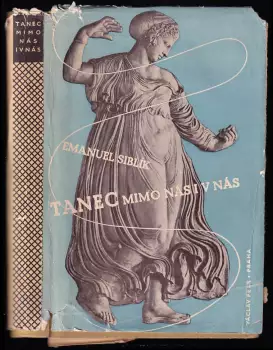 TANEC
MIMO
NÁS
I V NÁS
EMANUEL SIBLÍK
TANEC MIMO NÁS I V NÁS
VÁCLAV PETR • PRAHA